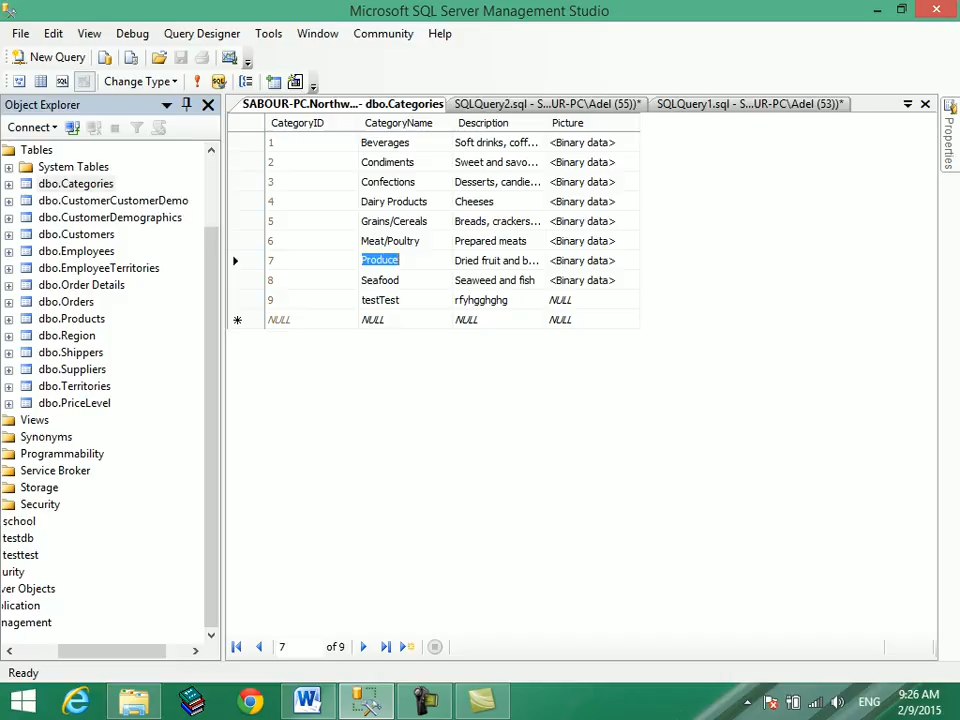 Microsoft SQL Server Management Studio
File Edit View Debug Query Designer Tools Window Community Help
New Query
Change Type
Object Explorer
SABOUR-PC.Northw...- dbo.Categories
SQLQuery2.sql - S...UR-PC\Adel (55))*
SQLQuery1.sql - S...UR-PC\Adel (53))*
Properties
Connect
Tables
System Tables
dbo.Categories
dbo.CustomerCustomerDemo
dbo.CustomerDemographics
dbo.Customers
dbo.Employees
dbo.EmployeeTerritories
dbo.Order Details
dbo.Orders
dbo.Products
dbo.Region
dbo.Shippers
dbo.Suppliers
dbo.Territories
dbo.PriceLevel
Views
Synonyms
Programmability
Service Broker
Storage
Security
school
testdb
testtest
urity
ver Objects
plication
nagement
CategoryID CategoryName Description Picture
1 Beverages Soft drinks, coff... <Binary data>
2 Condiments Sweet and savo... <Binary data>
3 Confections Desserts, candie... <Binary data>
4 Dairy Products Cheeses <Binary data>
5 Grains/Cereals Breads, crackers... <Binary data>
6 Meat/Poultry Prepared meats <Binary data>
7 Produce Dried fruit and b... <Binary data>
8 Seafood Seaweed and fish <Binary data>
9 testTest rfyhgghghg NULL
NULL NULL NULL NULL
7 of 9
Ready
ENG
9:26 AM
2/9/2015